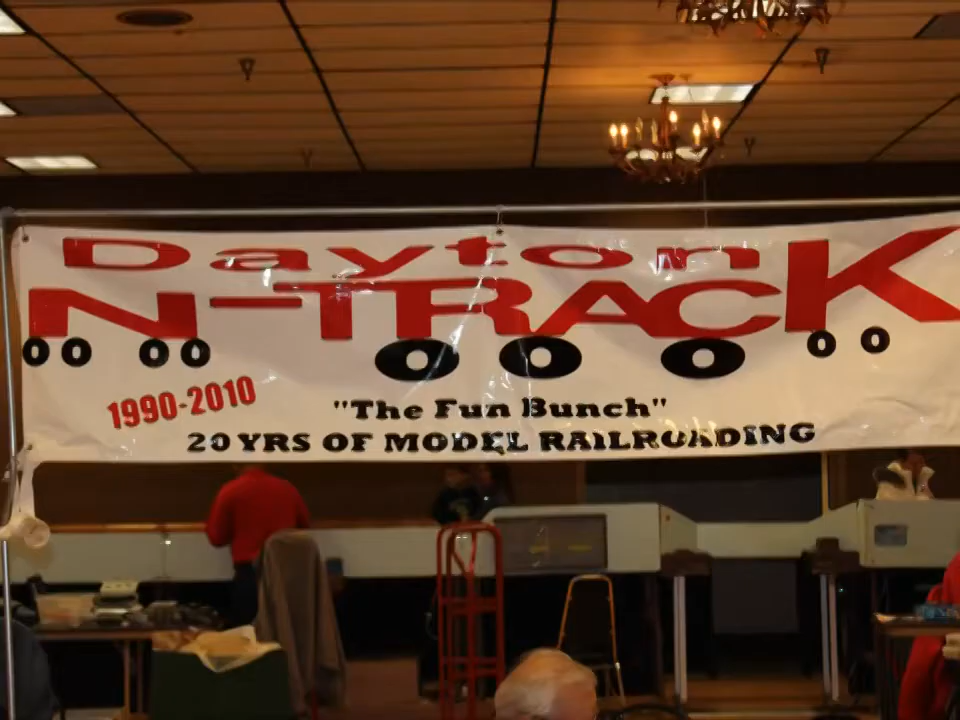 Dayton
N-TRACK
1990-2010
"The Fun Bunch"
20 YRS OF MODEL RAILROADING